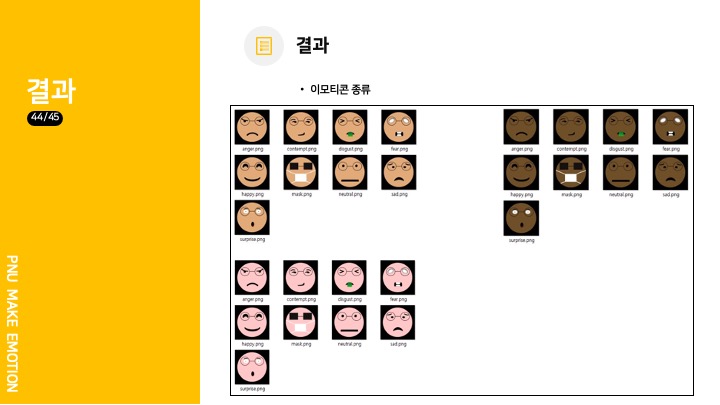 결과
44/45
PNU MAKE EMOTION
결과
• 이모티콘 종류
anger.png contempt.png disgust.png fear.png
happy.png mask.png neutral.png sad.png
surprise.png
anger.png contempt.png disgust.png fear.png
happy.png mask.png neutral.png sad.png
surprise.png
anger.png contempt.png disgust.png fear.png
happy.png mask.png neutral.png sad.png
surprise.png